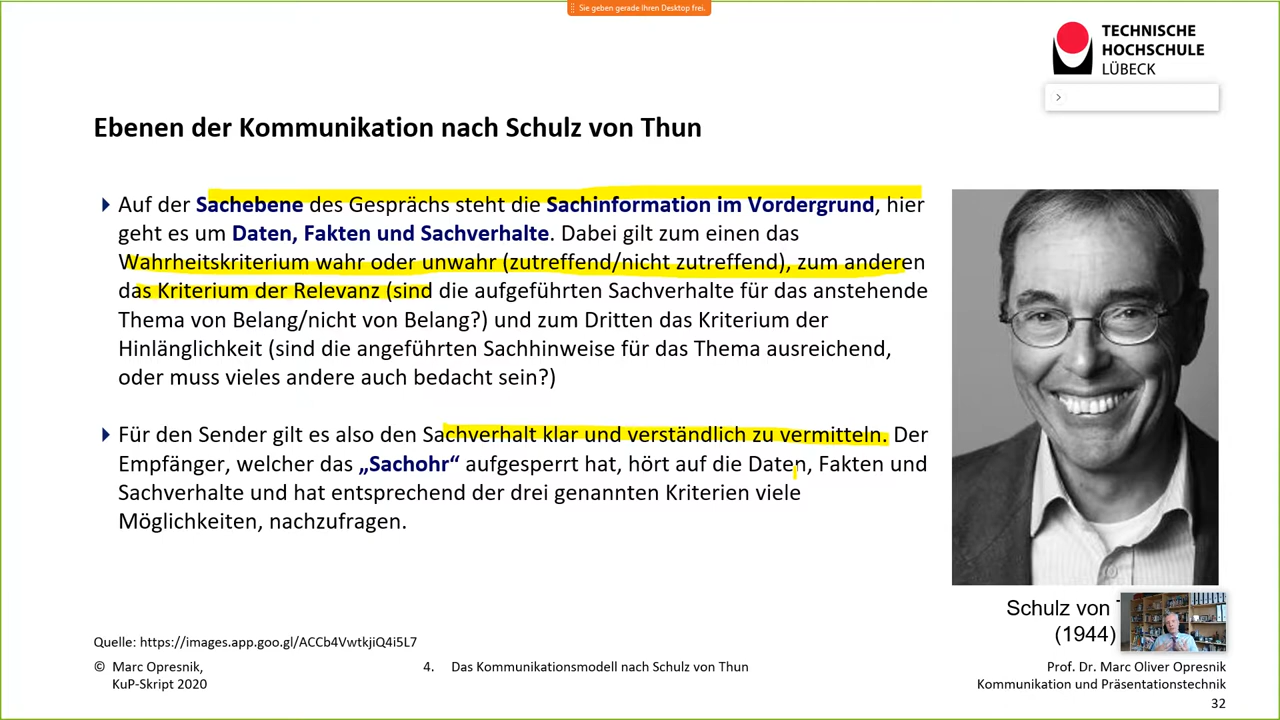 Sie geben gerade Ihren Desktop frei.
TECHNISCHE
HOCHSCHULE
LÜBECK
Ebenen der Kommunikation nach Schulz von Thun
Auf der Sachebene des Gesprächs steht die Sachinformation im Vordergrund, hier
geht es um Daten, Fakten und Sachverhalte. Dabei gilt zum einen das
Wahrheitskriterium wahr oder unwahr (zutreffend/nicht zutreffend), zum anderen
das Kriterium der Relevanz (sind die aufgeführten Sachverhalte für das anstehende
Thema von Belang/nicht von Belang?) und zum Dritten das Kriterium der
Hinlänglichkeit (sind die angeführten Sachhinweise für das Thema ausreichend,
oder muss vieles andere auch bedacht sein?)
Für den Sender gilt es also den Sachverhalt klar und verständlich zu vermitteln. Der
Empfänger, welcher das „Sachohr“ aufgesperrt hat, hört auf die Daten, Fakten und
Sachverhalte und hat entsprechend der drei genannten Kriterien viele
Möglichkeiten, nachzufragen.
Schulz von
(1944)
Quelle: https://images.app.goo.gl/ACCb4VwtkjiQ4i5L7
© Marc Opresnik,
KuP-Skript 2020
4. Das Kommunikationsmodell nach Schulz von Thun
Prof. Dr. Marc Oliver Opresnik
Kommunikation und Präsentationstechnik
32